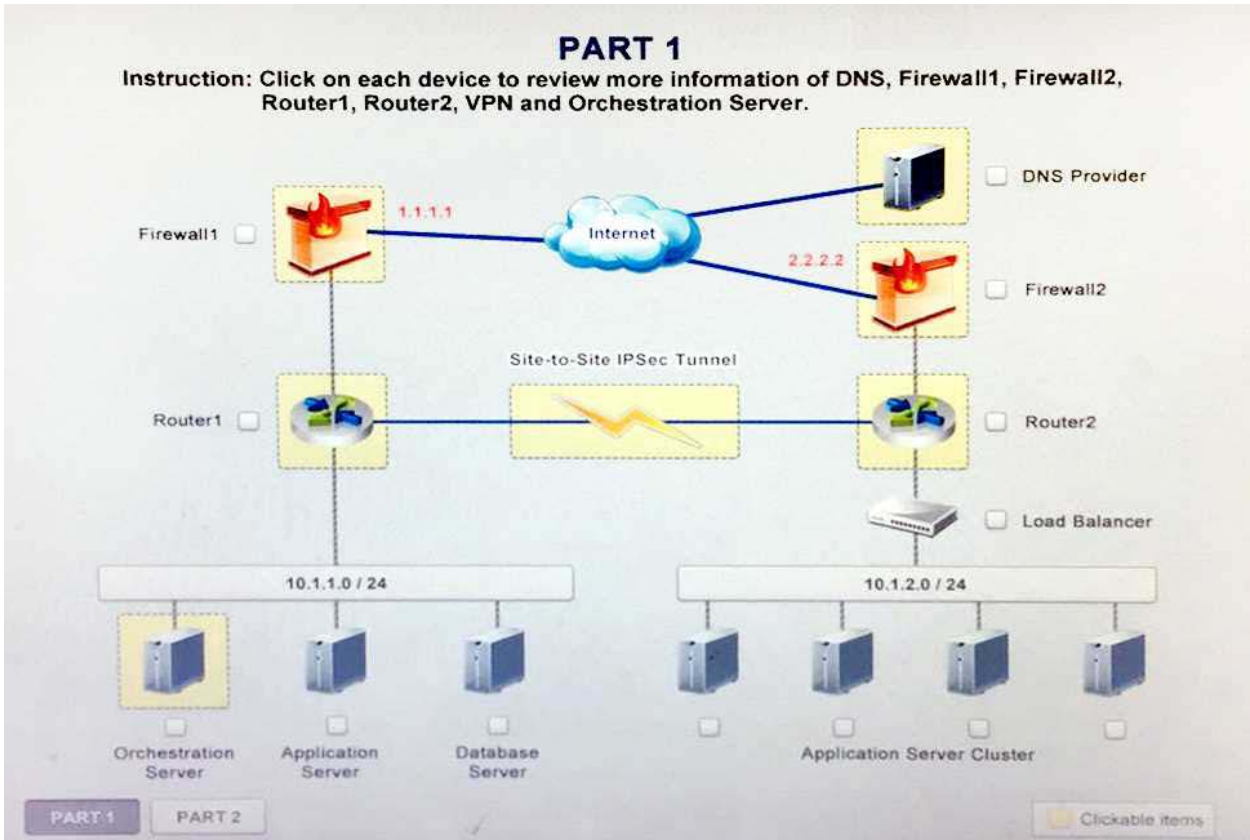 PART 1
Instruction: Click on each device to review more information of DNS, Firewall1, Firewall2,
Router1, Router2, VPN and Orchestration Server.
DNS Provider
1.1.1.1
Firewall1
Internet
2.2.2.2
Firewall2
Site-to-Site IPSec Tunnel
Router1
Router2
Load Balancer
10.1.1.0 / 24
10.1.2.0 / 24
Orchestration
Server
Application
Server
Database
Server
Application Server Cluster
PART 1
PART 2
Clickable items